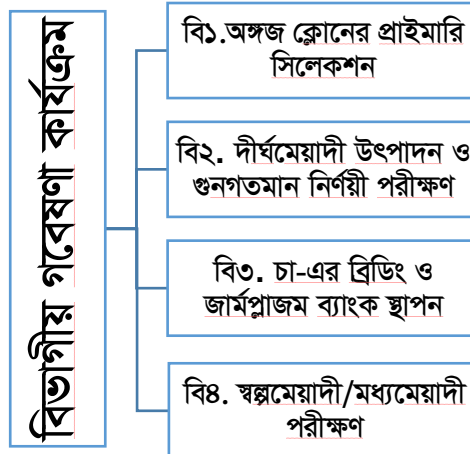 বিভাগীয় গবেষণা কার্যক্রম
বি১.অঙ্গজ ক্লোনের প্রাইমারি
সিলেকশন
বি২. দীর্ঘমেয়াদী উৎপাদন ও
গুনগতমান নির্ণয়ী পরীক্ষণ
বি৩. চা-এর ব্রিডিং ও
জার্মপ্লাজম ব্যাংক স্থাপন
বি৪. স্বল্পমেয়াদী/মধ্যমেয়াদী
পরীক্ষণ